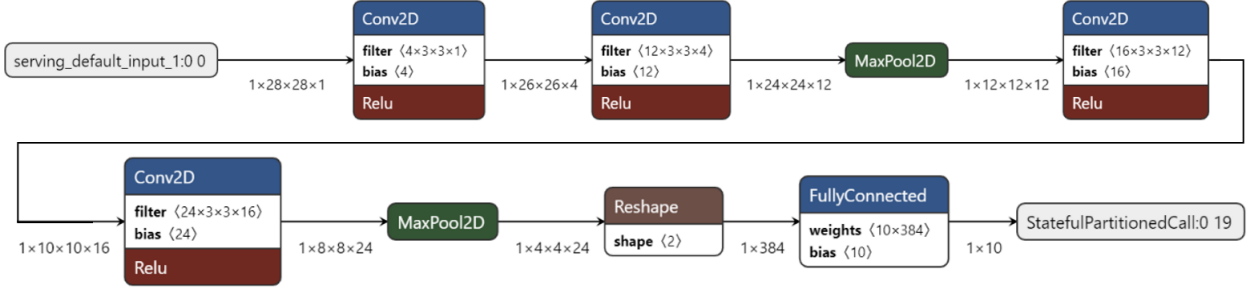 serving_default_input_1:0 0
1×28×28×1
Conv2D
filter ⟨4×3×3×1⟩
bias ⟨4⟩
Relu
1×26×26×4
Conv2D
filter ⟨12×3×3×4⟩
bias ⟨12⟩
Relu
1×24×24×12
MaxPool2D
1×12×12×12
Conv2D
filter ⟨16×3×3×12⟩
bias ⟨16⟩
Relu
1×10×10×16
Conv2D
filter ⟨24×3×3×16⟩
bias ⟨24⟩
Relu
1×8×8×24
MaxPool2D
1×4×4×24
Reshape
shape ⟨2⟩
1×384
FullyConnected
weights ⟨10×384⟩
bias ⟨10⟩
1×10
StatefulPartitionedCall:0 19